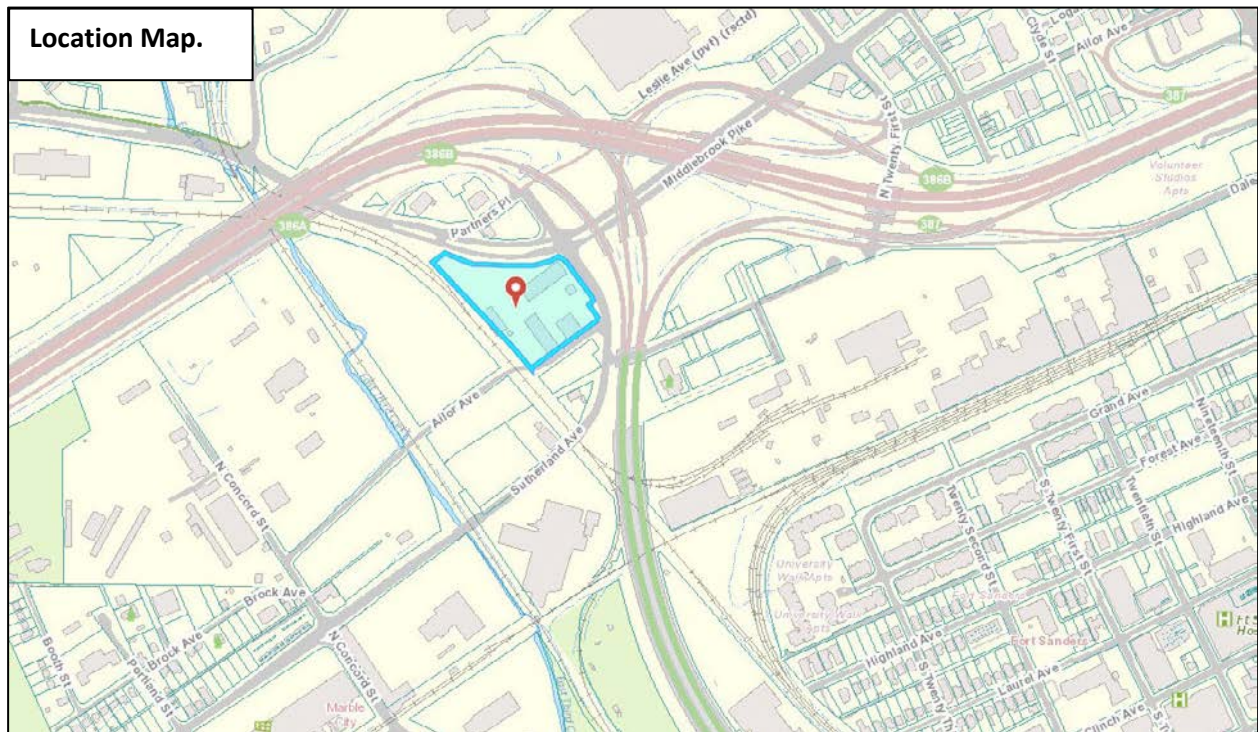 Location Map.
Clyde St
Ailor Ave
387
Leslie Ave (pvt) (rsctd)
Middlebrook Pike
N Twenty First St
386B
386B
Volunteer
Studios
Apts
Partners Pl
386A
387
Dale
Ailor Ave
Sutherland Ave
N Concord St
Grand Ave
Forest Ave
Nineteenth St
Highland Ave
Twentieth St
S Twenty First St
Twenty Second St
University
Walk Apts
University Walk
Apts
Fort Sanders
Fort Sanders
Highland Ave
Laurel Ave
Clinch Ave
H
H
Brock Ave
Brock Ave
Booth St
Portland St
N Concord St
Marble
City